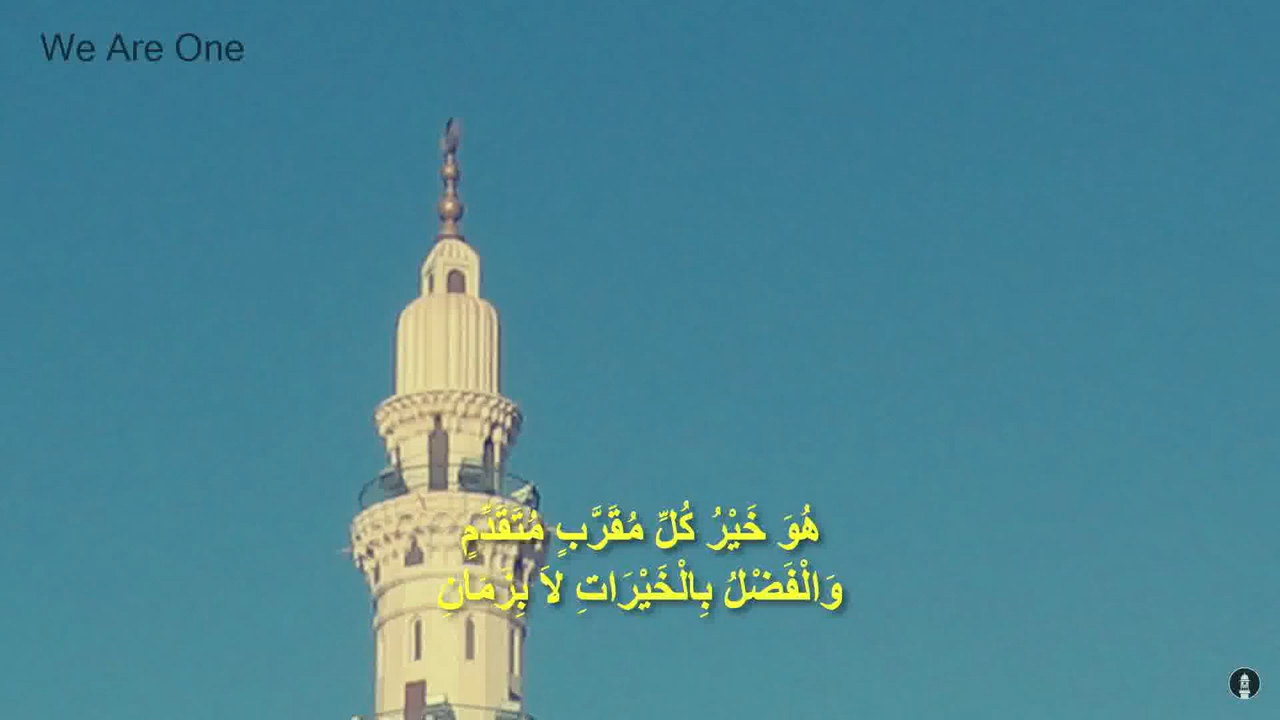 We Are One
هُوَ خَيْرُ كُلِّ مُقَرَّبٍ مُتَقَدِّمٍ
وَالْفَضْلُ بِالْخَيْرَاتِ لاَ بِزَمَانِ